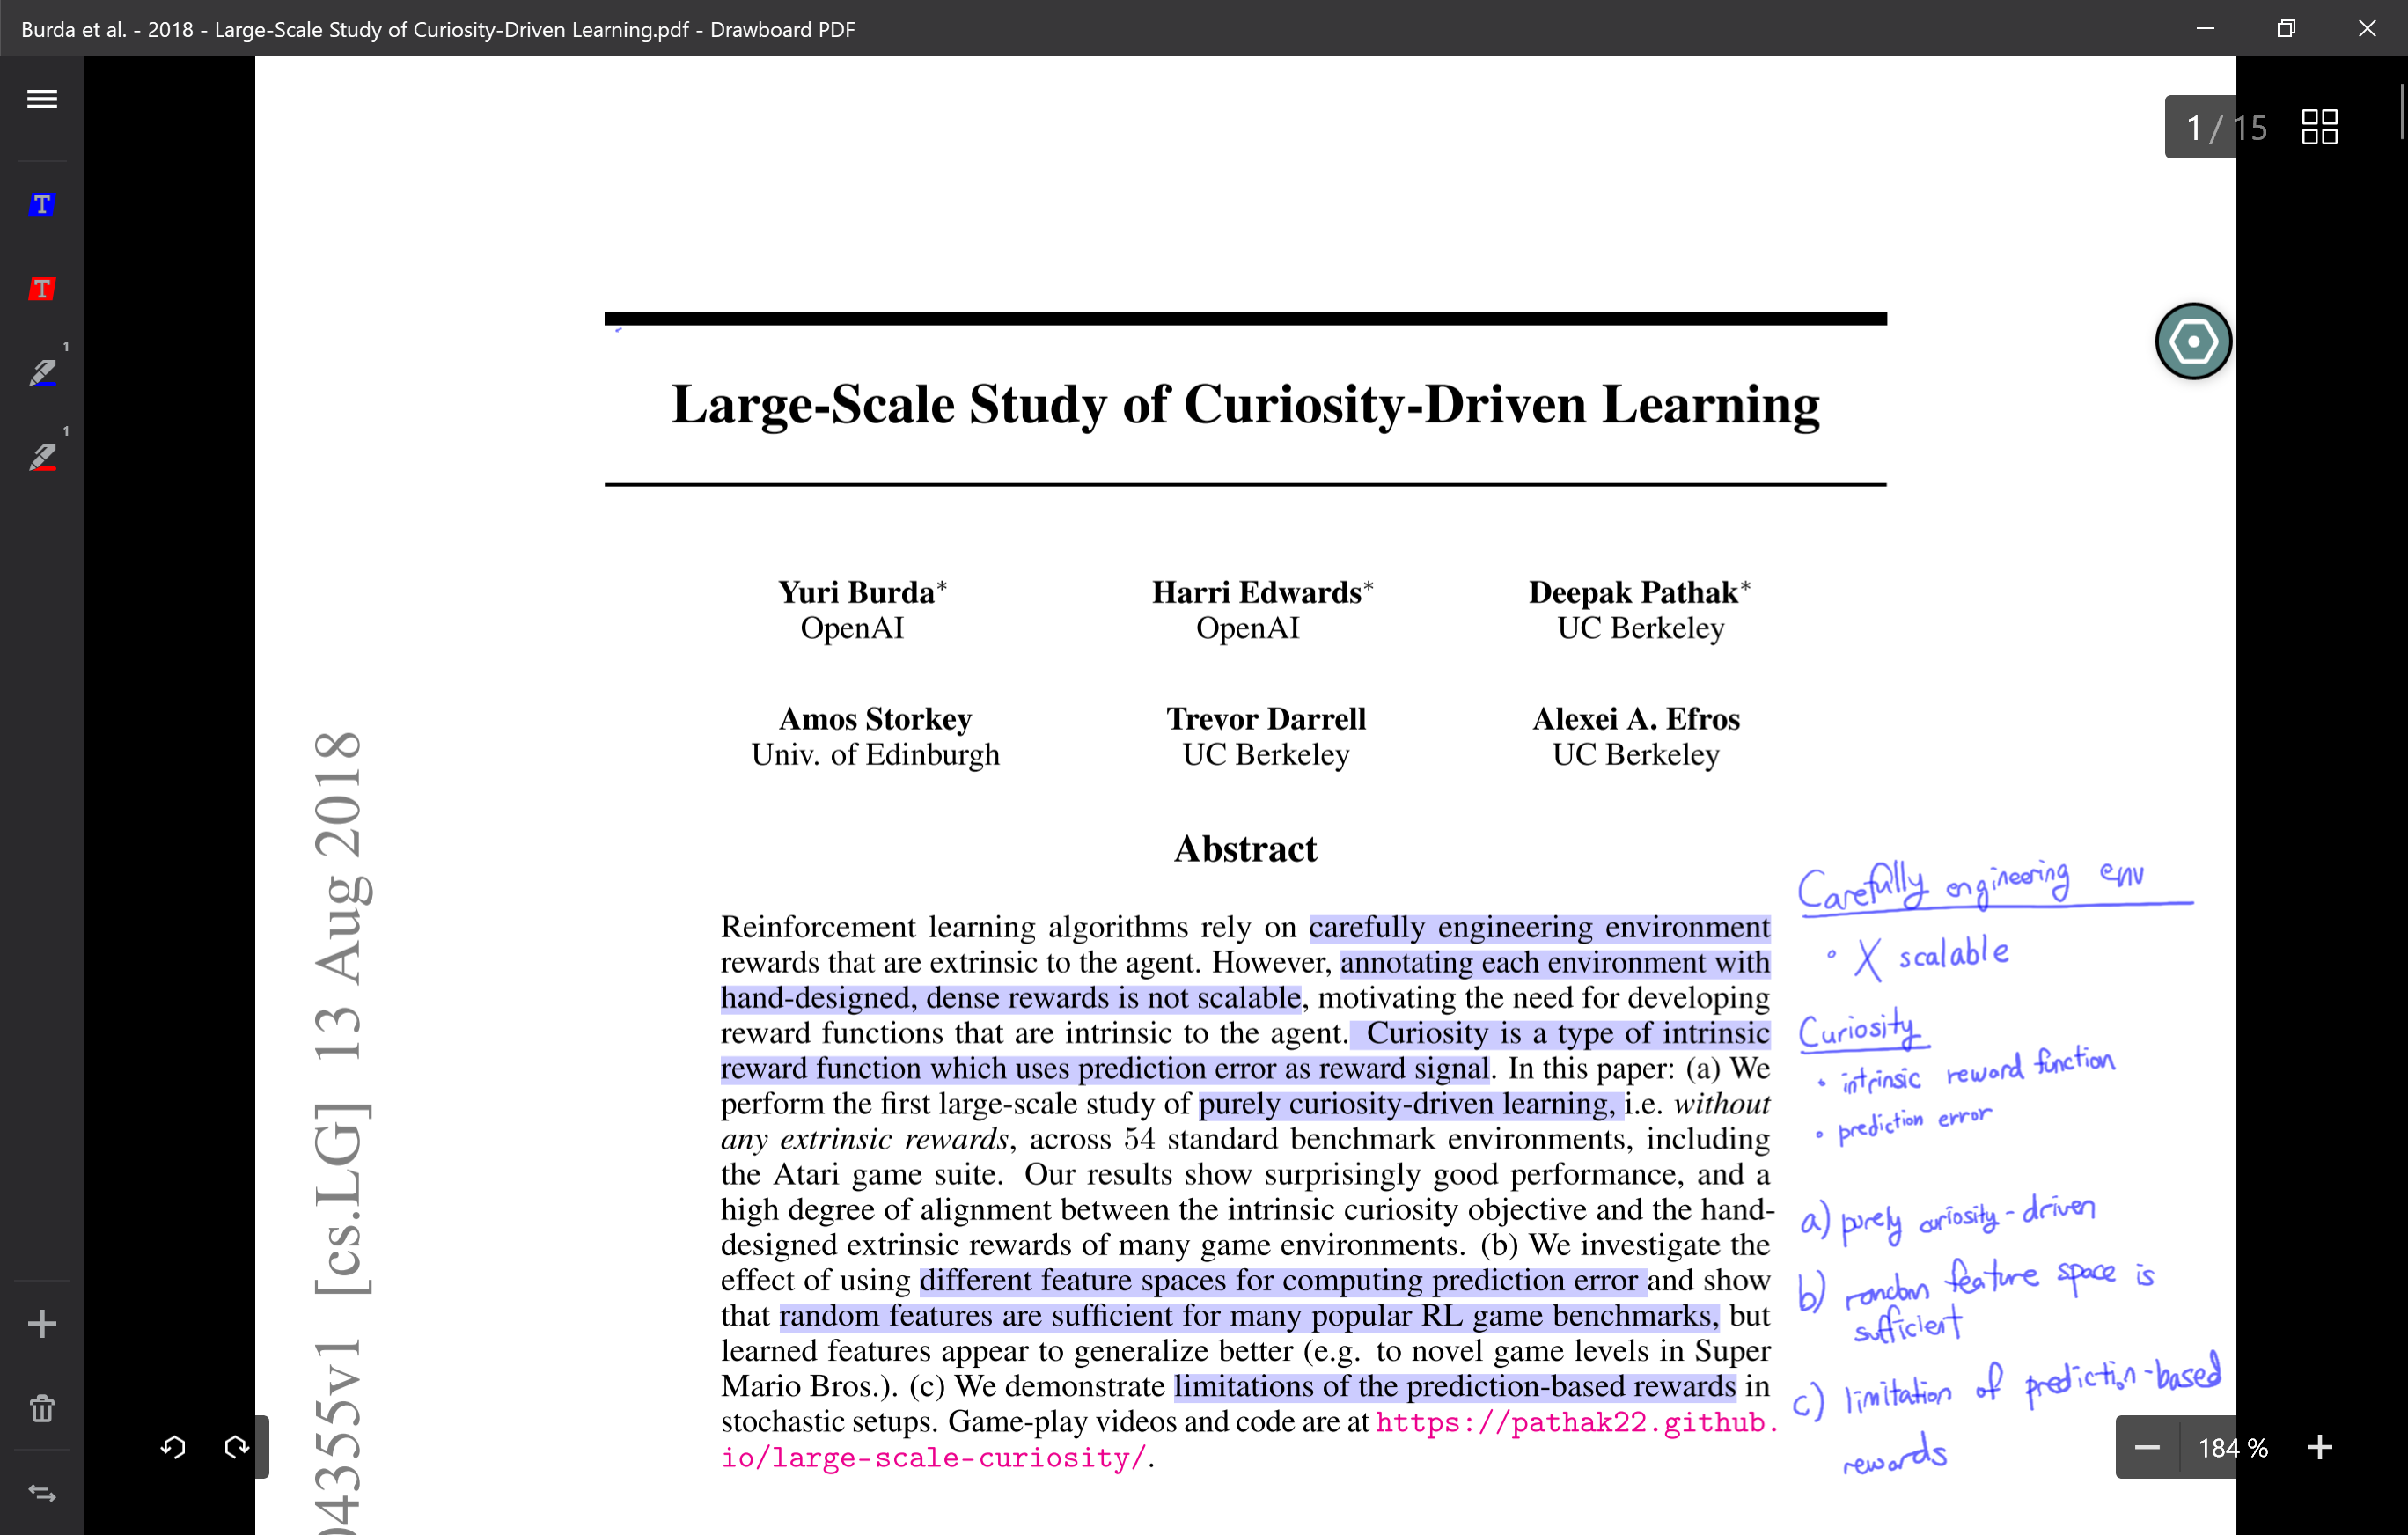 Burda et al. - 2018 - Large-Scale Study of Curiosity-Driven Learning.pdf - Drawboard PDF
1 / 15
T
T
1
1
Large-Scale Study of Curiosity-Driven Learning
Yuri Burda* Harri Edwards* Deepak Pathak*
OpenAI OpenAI UC Berkeley
Amos Storkey Trevor Darrell Alexei A. Efros
Univ. of Edinburgh UC Berkeley UC Berkeley
04355v1 [cs.LG] 13 Aug 2018
Abstract
Reinforcement learning algorithms rely on carefully engineering environment
rewards that are extrinsic to the agent. However, annotating each environment with
hand-designed, dense rewards is not scalable, motivating the need for developing
reward functions that are intrinsic to the agent. Curiosity is a type of intrinsic
reward function which uses prediction error as reward signal. In this paper: (a) We
perform the first large-scale study of purely curiosity-driven learning, i.e. without
any extrinsic rewards, across 54 standard benchmark environments, including
the Atari game suite. Our results show surprisingly good performance, and a
high degree of alignment between the intrinsic curiosity objective and the hand-
designed extrinsic rewards of many game environments. (b) We investigate the
effect of using different feature spaces for computing prediction error and show
that random features are sufficient for many popular RL game benchmarks, but
learned features appear to generalize better (e.g. to novel game levels in Super
Mario Bros.). (c) We demonstrate limitations of the prediction-based rewards in
stochastic setups. Game-play videos and code are at https://pathak22.github.
io/large-scale-curiosity/.
Carefully engineering env
• X scalable
Curiosity
• intrinsic reward function
• prediction error
a) purely curiosity-driven
b) random feature space is
sufficient
c) limitation of prediction-based
rewards
184 %